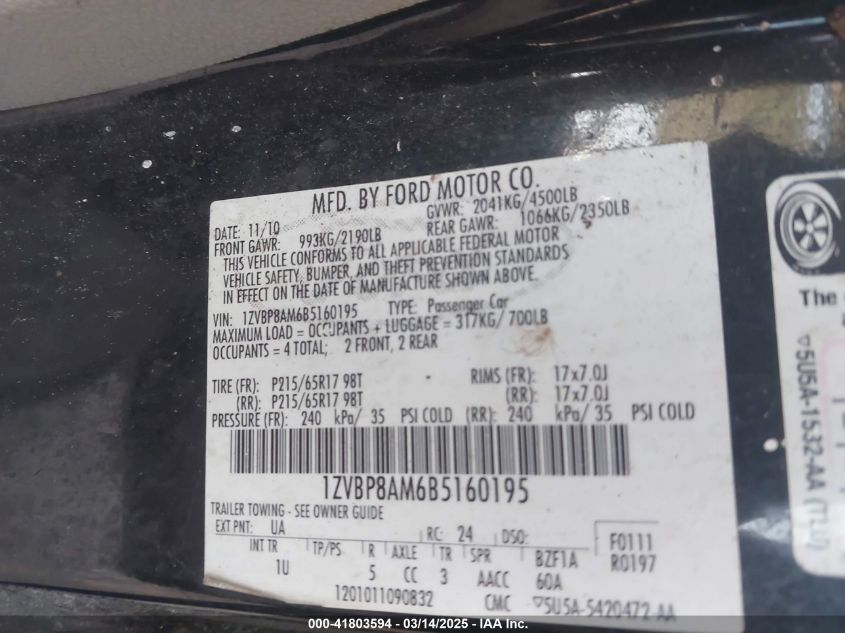 MFD. BY FORD MOTOR CO.
DATE: 11/10 GVWR: 2041KG/4500LB
FRONT GAWR: 993KG/2190LB REAR GAWR: 1066KG/2350LB
THIS VEHICLE CONFORMS TO ALL APPLICABLE FEDERAL MOTOR
VEHICLE SAFETY, BUMPER, AND THEFT PREVENTION STANDARDS
IN EFFECT ON THE DATE OF MANUFACTURE SHOWN ABOVE.
VIN: 1ZVBP8AM6B5160195 TYPE: Passenger Car
MAXIMUM LOAD = OCCUPANTS + LUGGAGE = 317KG/700LB
OCCUPANTS = 4 TOTAL; 2 FRONT, 2 REAR
TIRE (FR): P215/65R17 98T RIMS (FR): 17x7.0J
(RR): P215/65R17 98T (RR): 17x7.0J
PRESSURE (FR): 240 kPa/ 35 PSI COLD (RR): 240 kPa/ 35 PSI COLD
1ZVBP8AM6B5160195
TRAILER TOWING - SEE OWNER GUIDE
EXT PNT: UA RC: 24 DSO: F0111
INT TR TP/PS R AXLE TR SPR BZF1A R0197
1U 5 CC 3 AACC 60A
1201011090832 CMC ▽5U5A-5420472-AA
The
▽5U5A-1532-AA (TLU)
000-41803594 - 03/14/2025 - IAAI Inc.